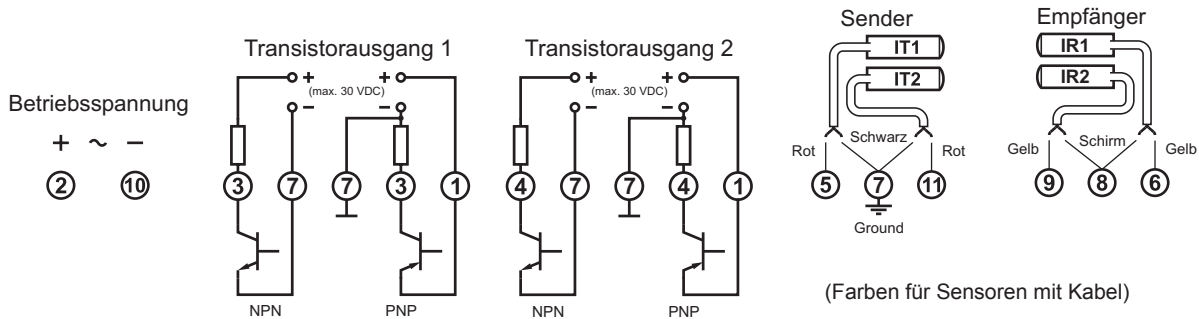 Betriebsspannung
+ ~ −
2 10
Transistorausgang 1
+ +
(max. 30 VDC)
− −
3 7 7 3 1
NPN PNP
Transistorausgang 2
+ +
(max. 30 VDC)
− −
4 7 7 4 1
NPN PNP
Sender
IT1
IT2
Rot Schwarz Rot
5 7 11
Ground
Empfänger
IR1
IR2
Gelb Schirm Gelb
9 8 6
(Farben für Sensoren mit Kabel)